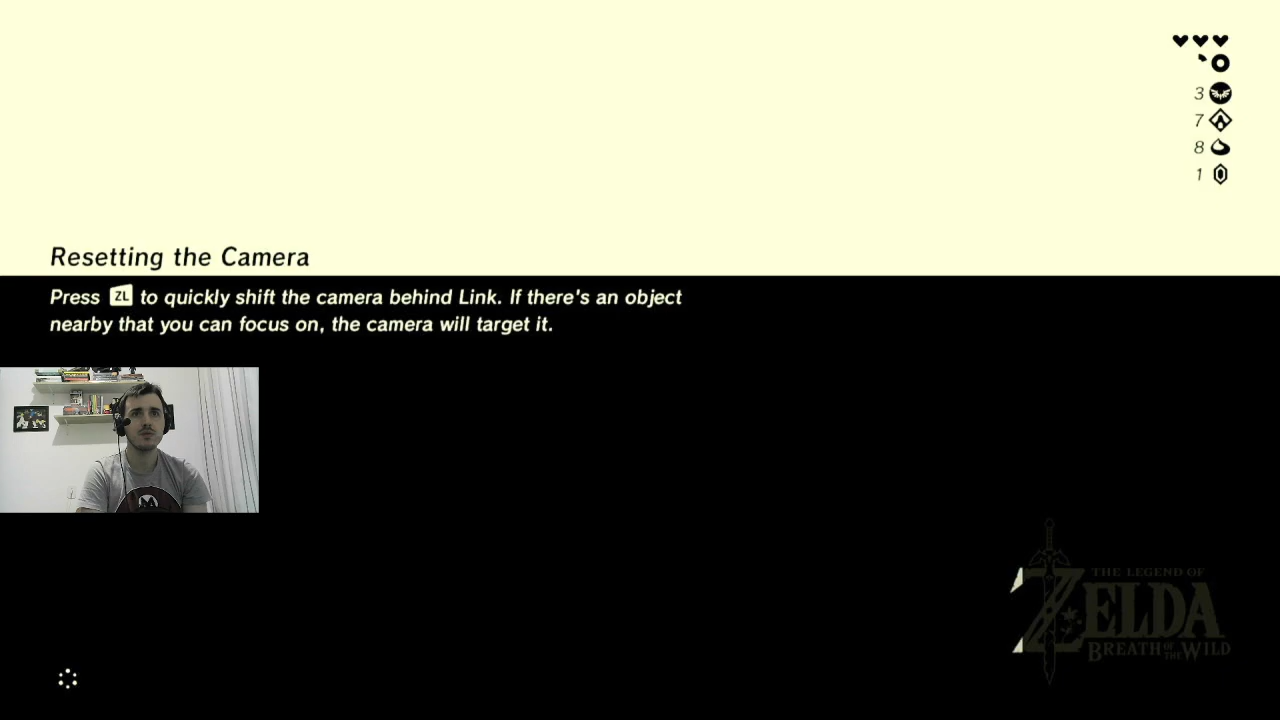 3
7
8
1
Resetting the Camera
Press ZL to quickly shift the camera behind Link. If there's an object
nearby that you can focus on, the camera will target it.
THE LEGEND OF
ZELDA
BREATH OF THE WILD